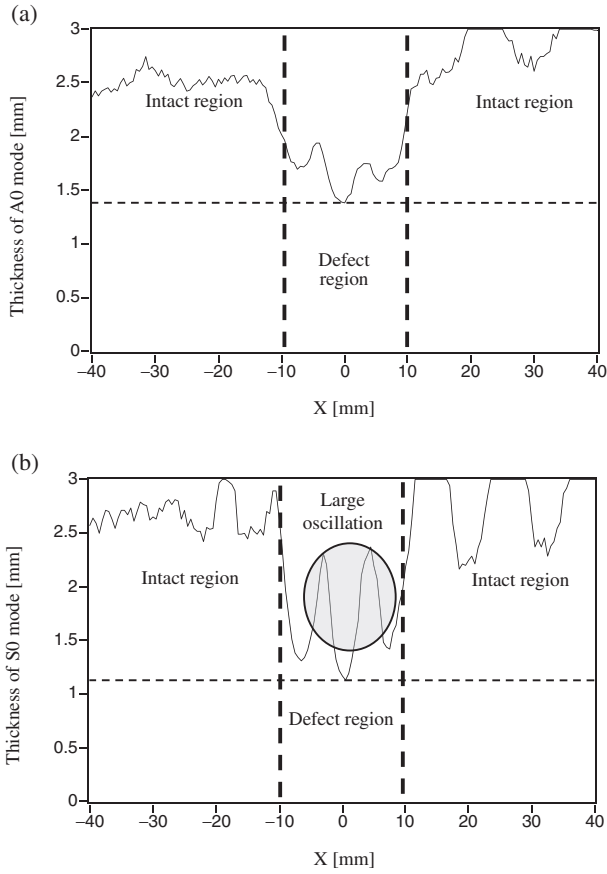 (a)
Thickness of A0 mode [mm]
3
2.5
2
1.5
1
0.5
0
Intact region
Intact region
Defect
region
−40
−30
−20
−10
0
10
20
30
40
X [mm]
(b)
Thickness of S0 mode [mm]
3
2.5
2
1.5
1
0.5
0
Large
oscillation
Intact region
Intact region
Defect region
−40
−30
−20
−10
0
10
20
30
40
X [mm]